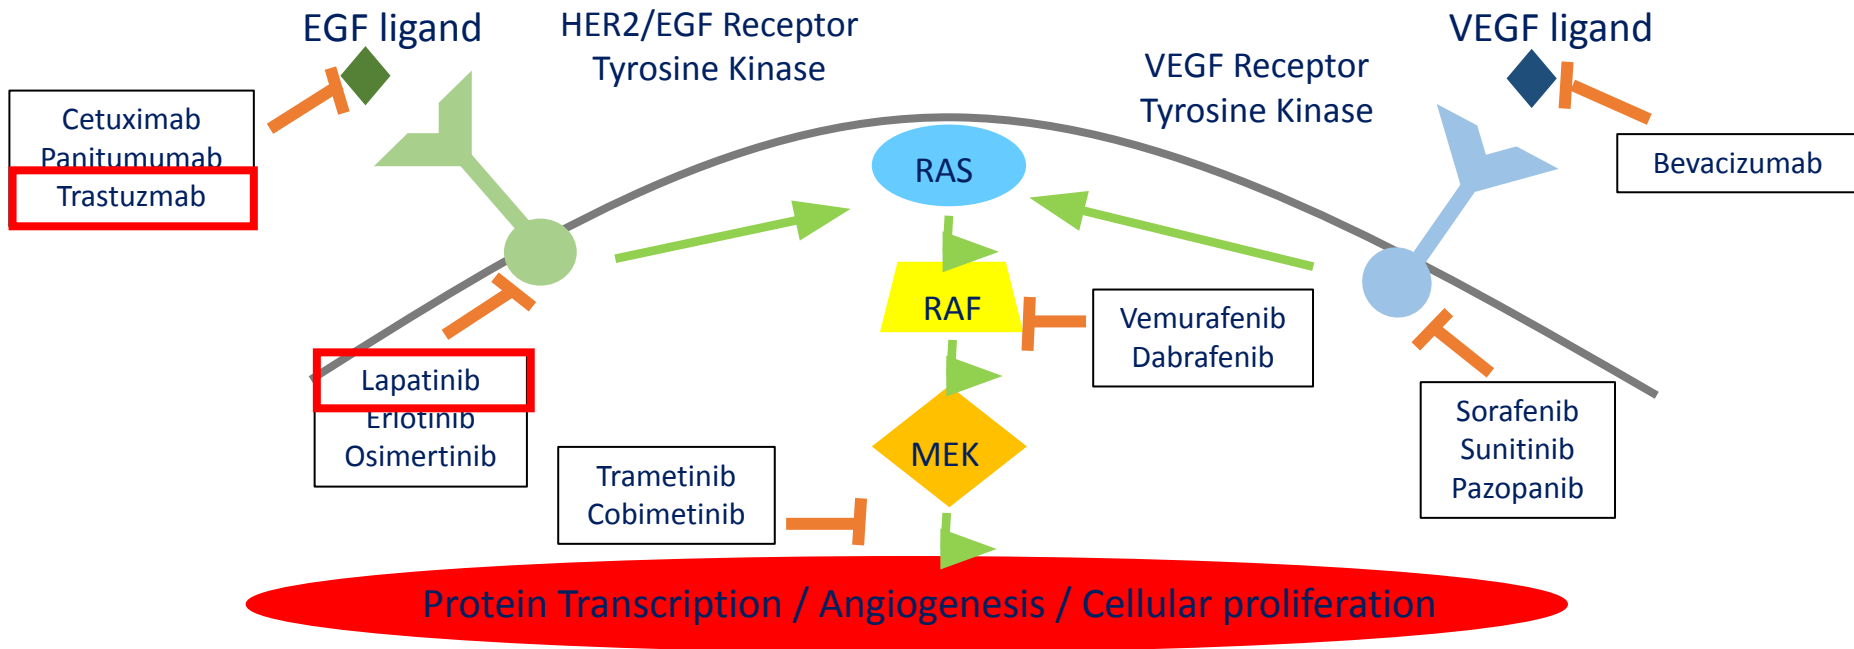 EGF ligand
HER2/EGF Receptor
Tyrosine Kinase
VEGF Receptor
Tyrosine Kinase
VEGF ligand
Cetuximab
Panitumumab
Trastuzmab
RAS
Bevacizumab
RAF
Vemurafenib
Dabrafenib
Lapatinib
Erlotinib
Osimertinib
MEK
Trametinib
Cobimetinib
Sorafenib
Sunitinib
Pazopanib
Protein Transcription / Angiogenesis / Cellular proliferation